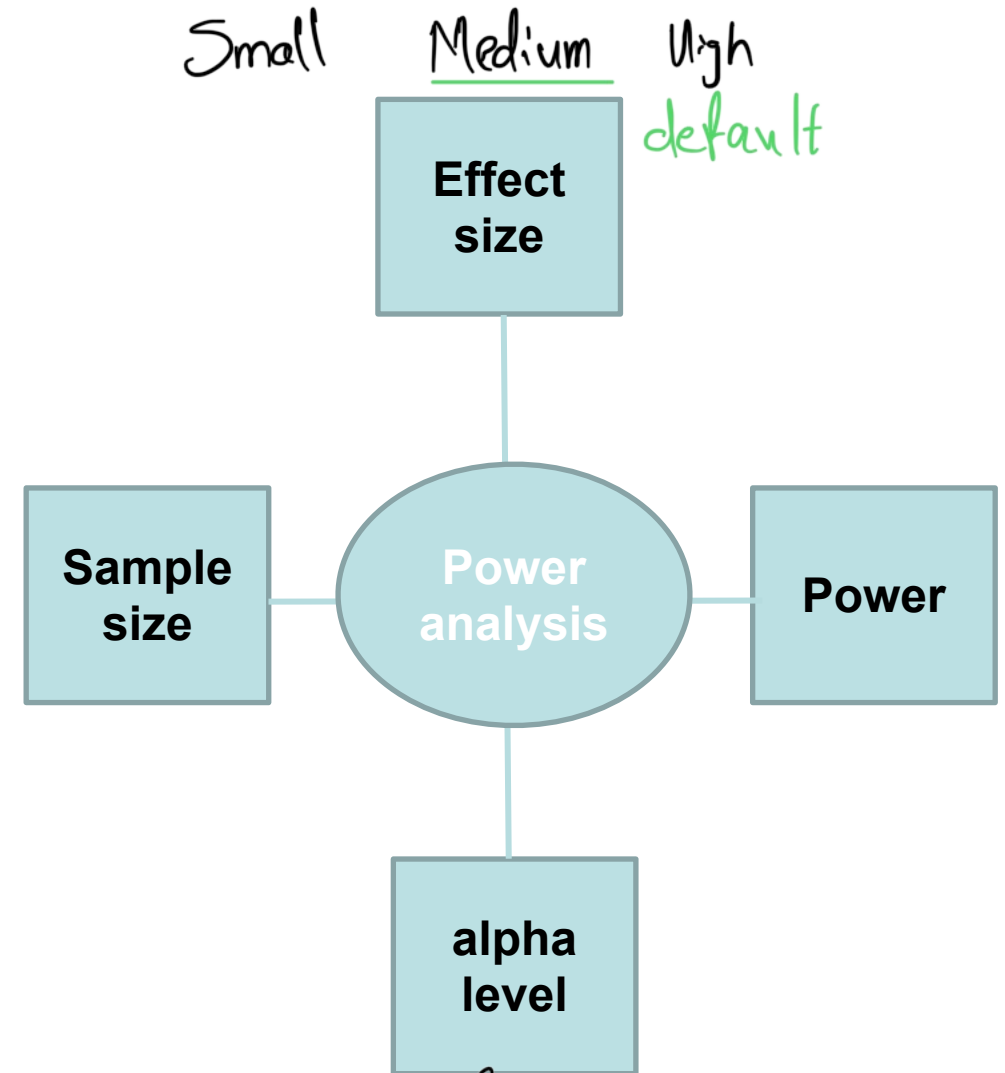 Small Medium High
default
Effect
size
Sample
size
Power
analysis
Power
alpha
level